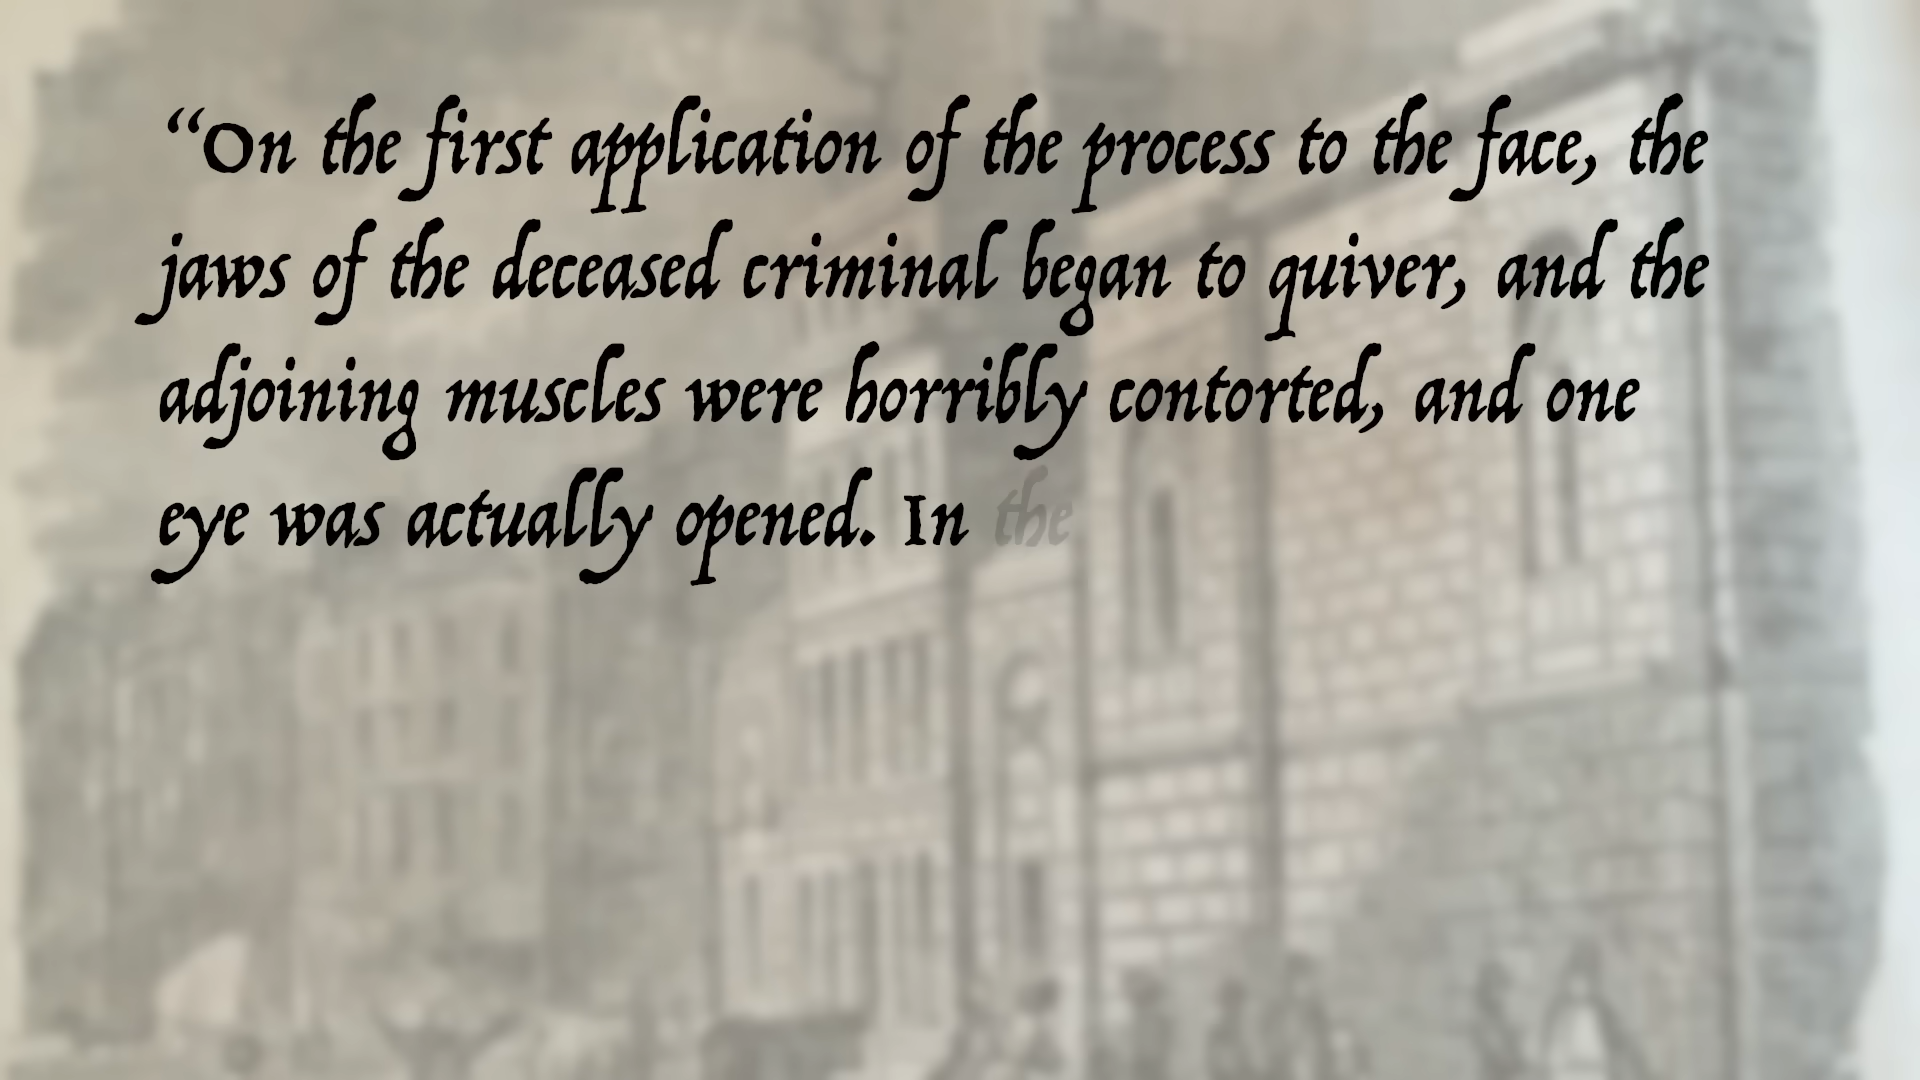 “On the first application of the process to the face, the
jaws of the deceased criminal began to quiver, and the
adjoining muscles were horribly contorted, and one
eye was actually opened. In the